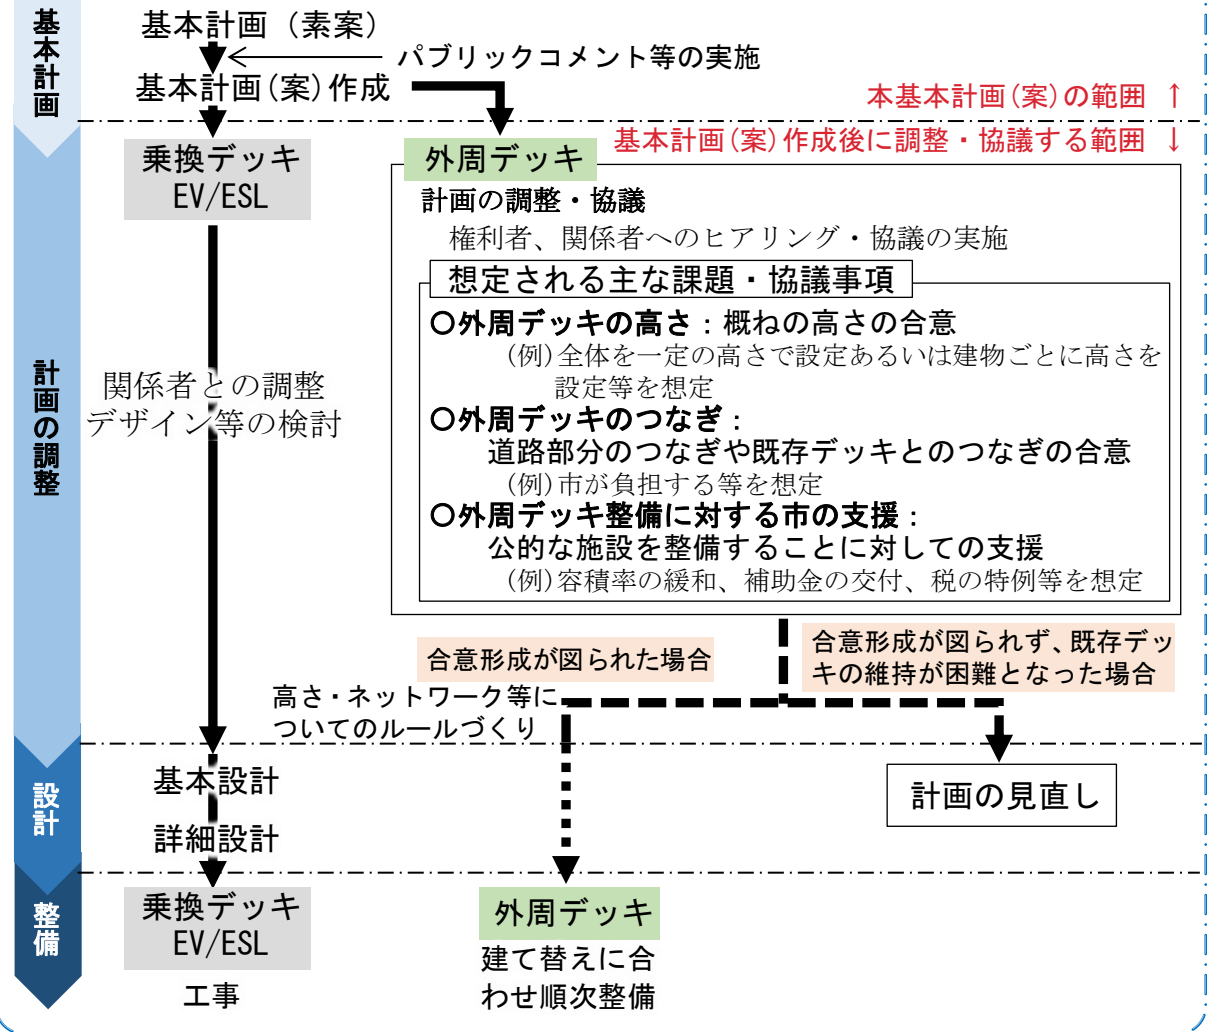 基本計画
基本計画（素案）
パブリックコメント等の実施
基本計画(案)作成
本基本計画(案)の範囲 ↑
基本計画(案)作成後に調整・協議する範囲 ↓
計画の調整
乗換デッキ
EV/ESL
関係者との調整
デザイン等の検討
外周デッキ
計画の調整・協議
権利者、関係者へのヒアリング・協議の実施
想定される主な課題・協議事項
○外周デッキの高さ：概ねの高さの合意
(例)全体を一定の高さで設定あるいは建物ごとに高さを
設定等を想定
○外周デッキのつなぎ：
道路部分のつなぎや既存デッキとのつなぎの合意
(例)市が負担する等を想定
○外周デッキ整備に対する市の支援：
公的な施設を整備することに対しての支援
(例)容積率の緩和、補助金の交付、税の特例等を想定
合意形成が図られた場合
合意形成が図られず、既存デッ
キの維持が困難となった場合
高さ・ネットワーク等に
ついてのルールづくり
設計
基本設計
詳細設計
計画の見直し
整備
乗換デッキ
EV/ESL
工事
外周デッキ
建て替えに合
わせ順次整備